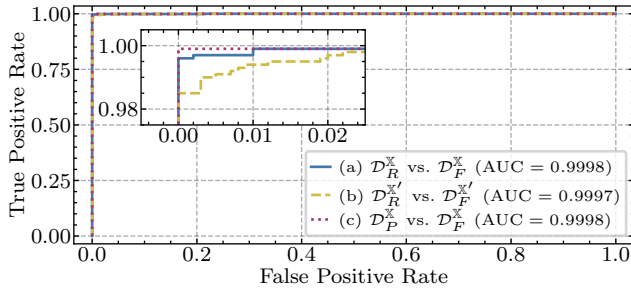 1.00
0.75
0.50
0.25
0.00
True Positive Rate
1.00
0.98
0.00
0.01
0.02
(a) 𝒟_R^𝕏 vs. 𝒟_F^𝕏 (AUC = 0.9998)
(b) 𝒟_R^𝕏′ vs. 𝒟_F^𝕏′ (AUC = 0.9997)
(c) 𝒟_P^𝕏 vs. 𝒟_F^𝕏 (AUC = 0.9998)
0.0 0.2 0.4 0.6 0.8 1.0
False Positive Rate